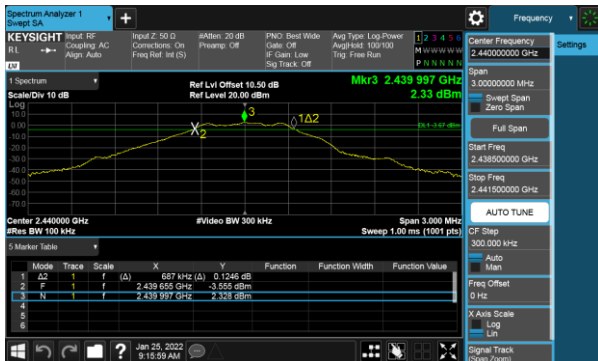 Spectrum Analyzer 1
Swept SA
+
Frequency
KEYSIGHT
RL
Input: RF
Coupling: AC
Align: Auto
Input Z: 50 Ω
Corrections: On
Freq Ref: Int (S)
#Atten: 20 dB
Preamp: Off
PNO: Best Wide
Gate: Off
IF Gain: Low
Sig Track: Off
Avg Type: Log-Power
Avg|Hold: 100/100
Trig: Free Run
1 2 3 4 5 6
M W W W W W
P N N N N N
1 Spectrum
Scale/Div 10 dB
Ref Lvl Offset 10.50 dB
Ref Level 20.00 dBm
Mkr3 2.439 997 GHz
2.33 dBm
Log
10.0
0.00
-10.0
-20.0
-30.0
-40.0
-50.0
-60.0
-70.0
X2
3
1Δ2
DL1 -3.67 dBm
Center 2.440000 GHz
#Res BW 100 kHz
#Video BW 300 kHz
Span 3.000 MHz
Sweep 1.00 ms (1001 pts)
5 Marker Table
Mode Trace Scale X Y Function Function Width Function Value
1 Δ2 1 f (Δ) 687 kHz (Δ) 0.1246 dB
2 F 1 f 2.439 655 GHz -3.555 dBm
3 N 1 f 2.439 997 GHz 2.328 dBm
4
5
6
Jan 25, 2022
9:15:59 AM
Center Frequency
2.440000000 GHz
Settings
Span
3.00000000 MHz
Swept Span
Zero Span
Full Span
Start Freq
2.438500000 GHz
Stop Freq
2.441500000 GHz
AUTO TUNE
CF Step
300.000 kHz
Auto
Man
Freq Offset
0 Hz
X Axis Scale
Log
Lin
Signal Track
(Span Zoom)